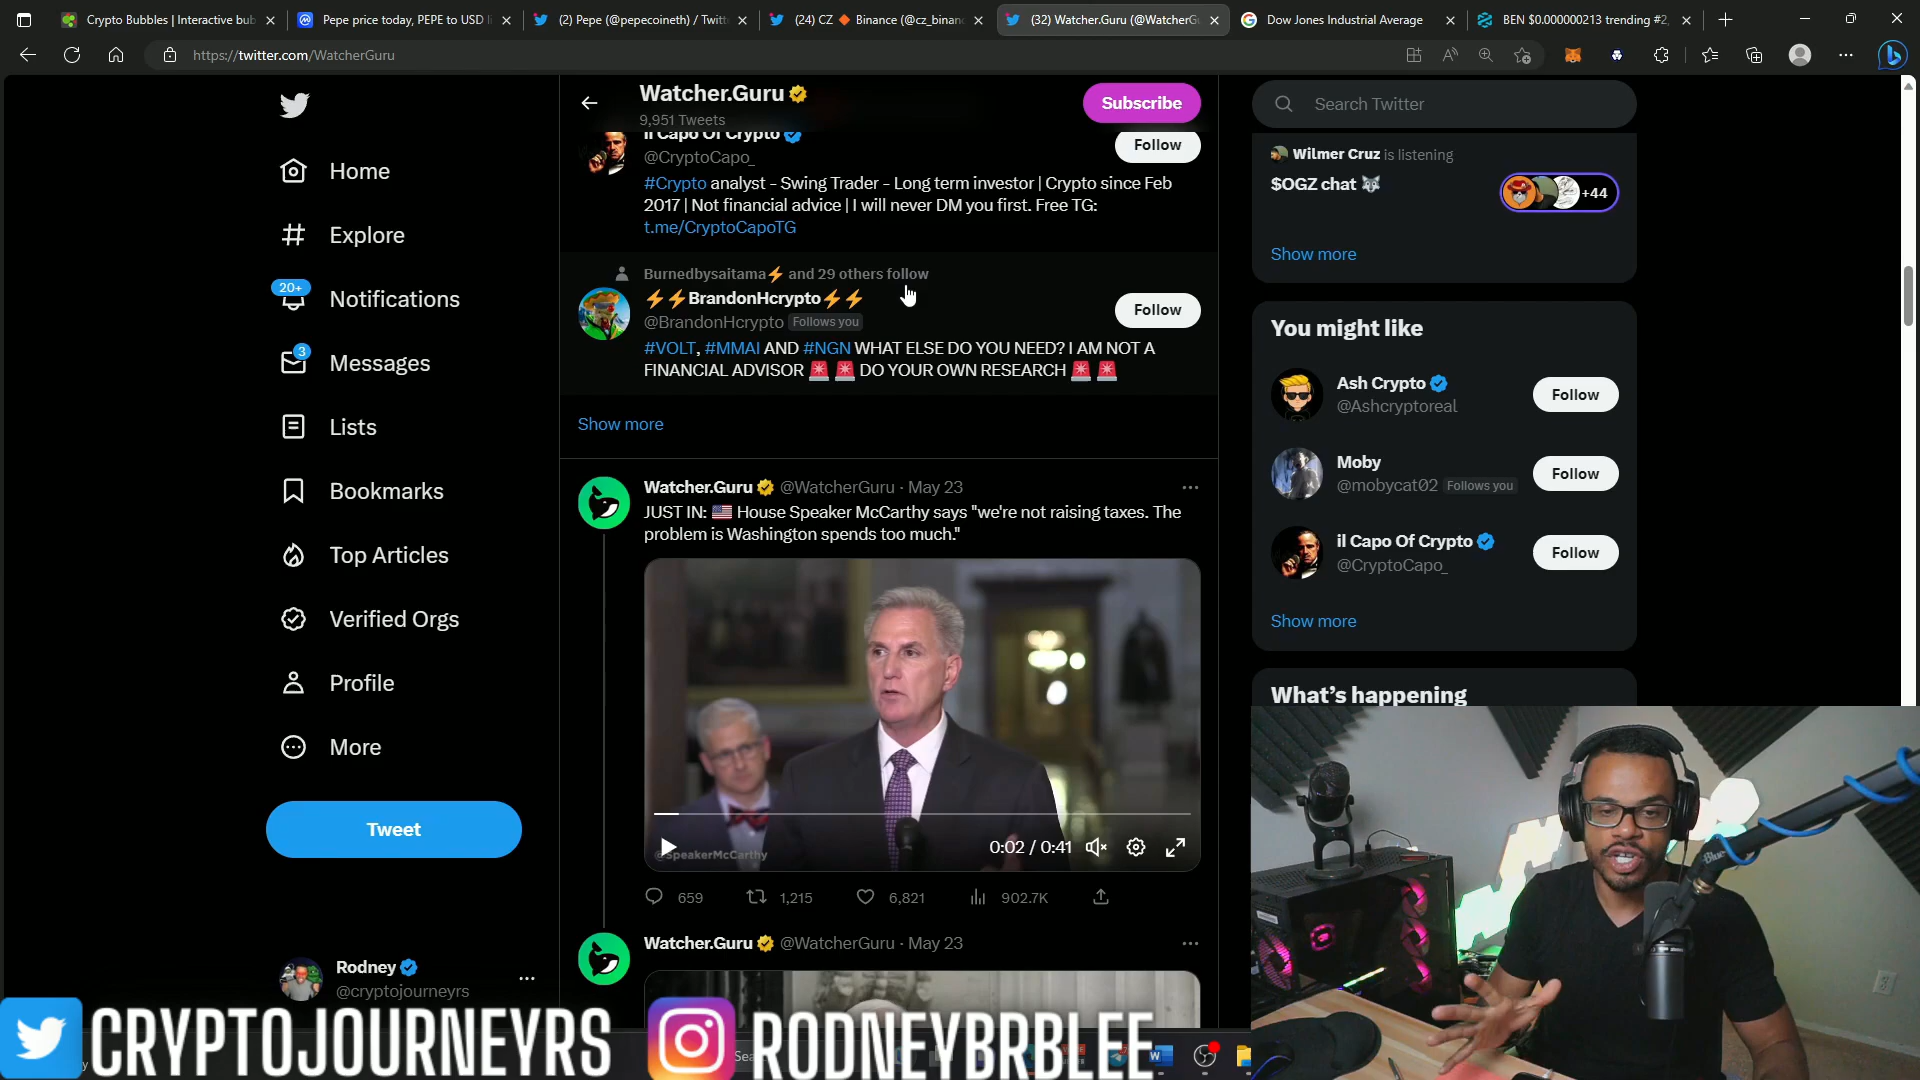 Crypto Bubbles | Interactive bub
Pepe price today, PEPE to USD li
(2) Pepe (@pepecoineth) / Twitt
(24) CZ 🔶 Binance (@cz_binanc
(32) Watcher.Guru (@WatcherG
Dow Jones Industrial Average
BEN $0.000000213 trending #2,
https://twitter.com/WatcherGuru
Home
Explore
20+
Notifications
3
Messages
Lists
Bookmarks
Top Articles
Verified Orgs
Profile
More
Tweet
Rodney
@cryptojourneyrs
Watcher.Guru
9,951 Tweets
Subscribe
il Capo Of Crypto
@CryptoCapo_
Follow
#Crypto analyst - Swing Trader - Long term investor | Crypto since Feb
2017 | Not financial advice | I will never DM you first. Free TG:
t.me/CryptoCapoTG
Burnedbysaitama⚡ and 29 others follow
⚡⚡BrandonHcrypto⚡⚡
@BrandonHcrypto Follows you
Follow
#VOLT, #MMAI AND #NGN WHAT ELSE DO YOU NEED? I AM NOT A
FINANCIAL ADVISOR 🚨 🚨 DO YOUR OWN RESEARCH 🚨 🚨
Show more
Watcher.Guru @WatcherGuru · May 23
JUST IN: 🇺🇸 House Speaker McCarthy says "we're not raising taxes. The
problem is Washington spends too much."
@SpeakerMcCarthy
0:02 / 0:41
659
1,215
6,821
902.7K
Watcher.Guru @WatcherGuru · May 23
Search Twitter
Wilmer Cruz is listening
$OGZ chat 🐺
+44
Show more
You might like
Ash Crypto
@Ashcryptoreal
Follow
Moby
@mobycat02 Follows you
Follow
il Capo Of Crypto
@CryptoCapo_
Follow
Show more
What's happening
Blue
CRYPTOJOURNEYRS
RODNEYBRBLEE